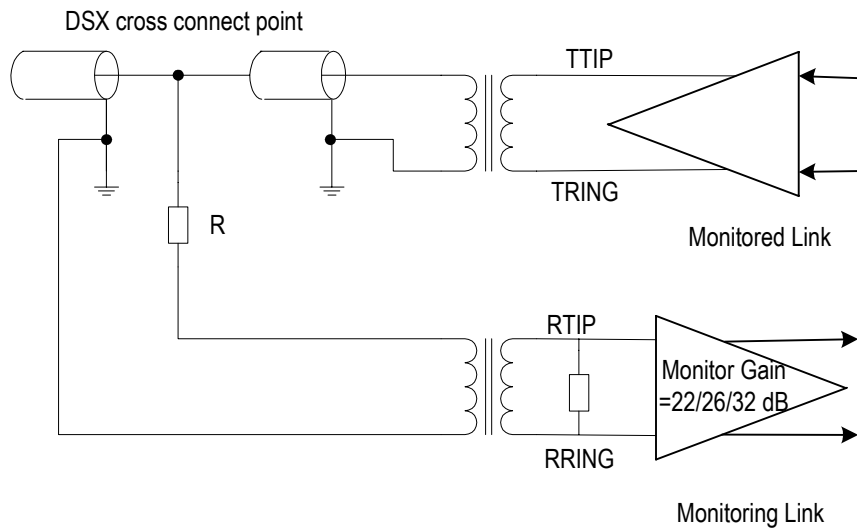 DSX cross connect point
TTIP
TRING
R
Monitored Link
RTIP
Monitor Gain
=22/26/32 dB
RRING
Monitoring Link